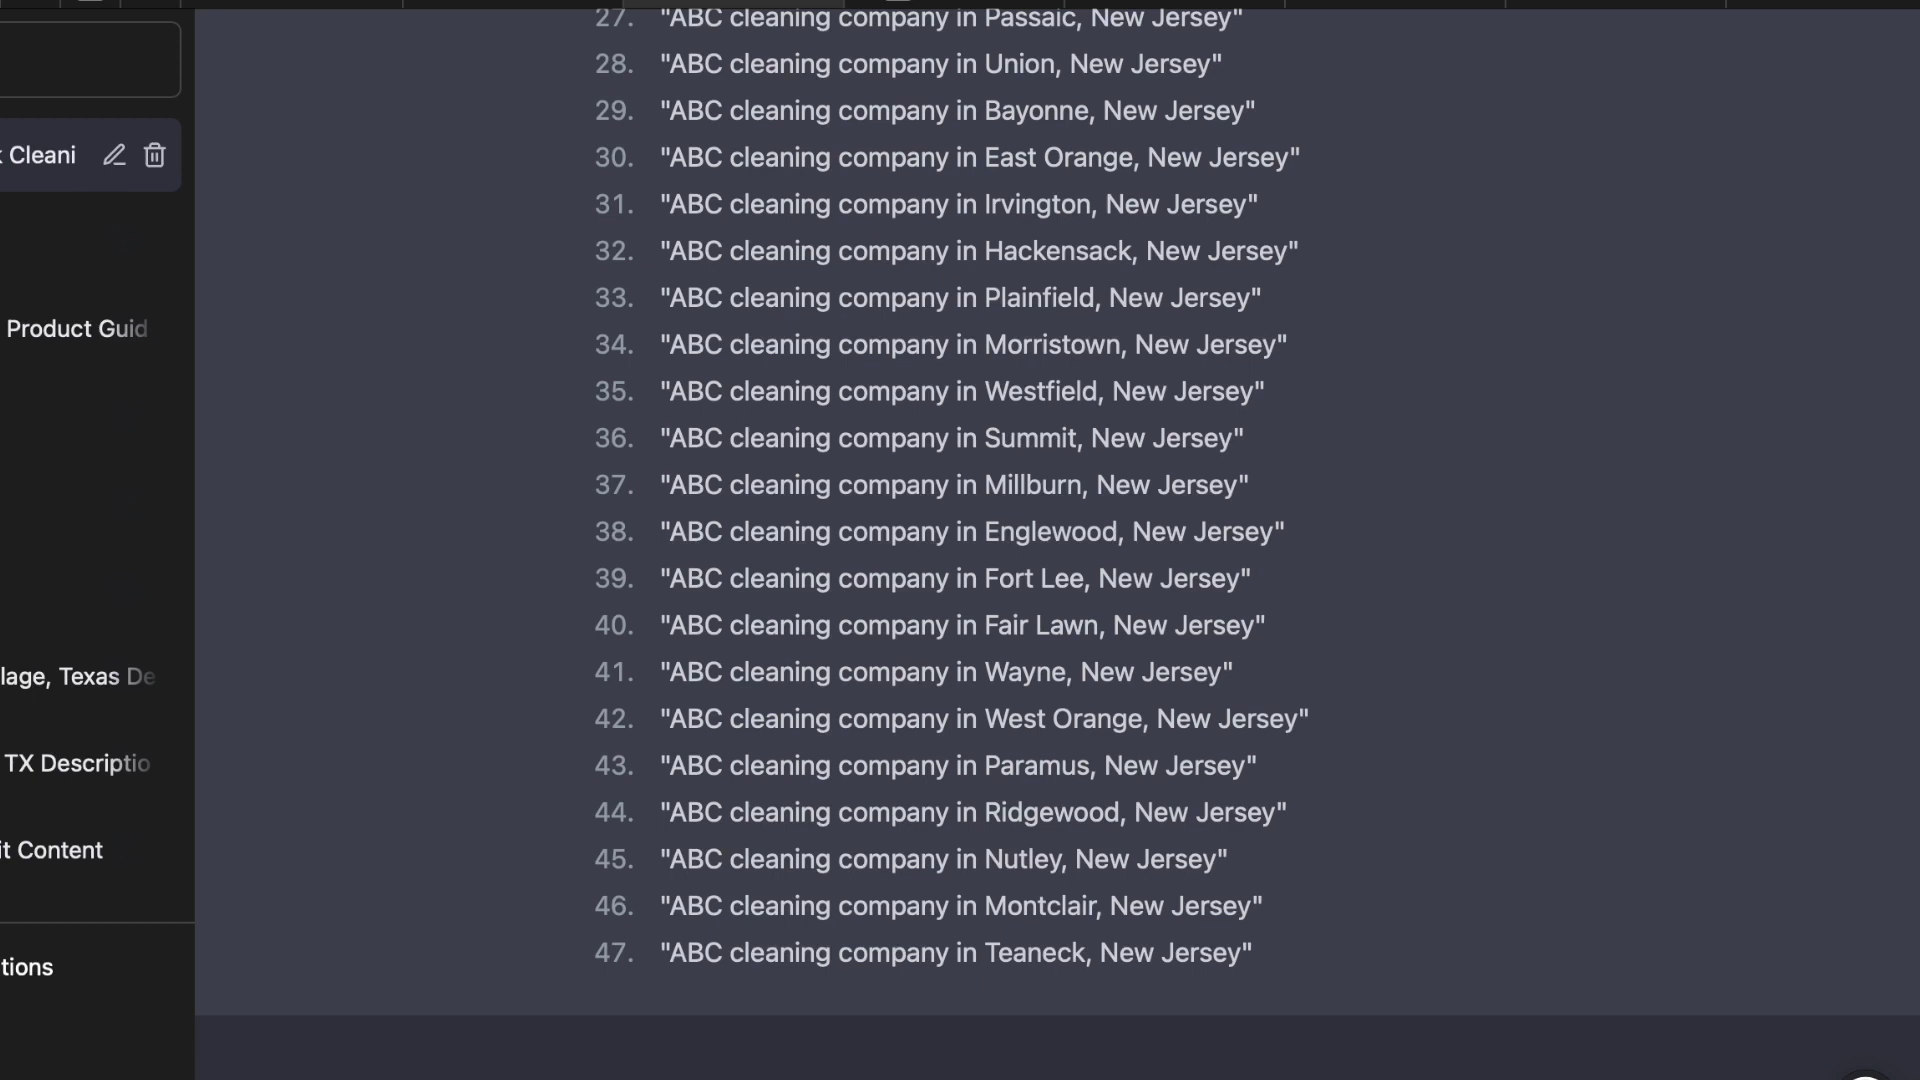 27. "ABC cleaning company in Passaic, New Jersey"
28. "ABC cleaning company in Union, New Jersey"
29. "ABC cleaning company in Bayonne, New Jersey"
Cleani
30. "ABC cleaning company in East Orange, New Jersey"
31. "ABC cleaning company in Irvington, New Jersey"
32. "ABC cleaning company in Hackensack, New Jersey"
33. "ABC cleaning company in Plainfield, New Jersey"
Product Guid
34. "ABC cleaning company in Morristown, New Jersey"
35. "ABC cleaning company in Westfield, New Jersey"
36. "ABC cleaning company in Summit, New Jersey"
37. "ABC cleaning company in Millburn, New Jersey"
38. "ABC cleaning company in Englewood, New Jersey"
39. "ABC cleaning company in Fort Lee, New Jersey"
40. "ABC cleaning company in Fair Lawn, New Jersey"
41. "ABC cleaning company in Wayne, New Jersey"
lage, Texas De
42. "ABC cleaning company in West Orange, New Jersey"
43. "ABC cleaning company in Paramus, New Jersey"
TX Descriptio
44. "ABC cleaning company in Ridgewood, New Jersey"
it Content
45. "ABC cleaning company in Nutley, New Jersey"
46. "ABC cleaning company in Montclair, New Jersey"
47. "ABC cleaning company in Teaneck, New Jersey"
tions